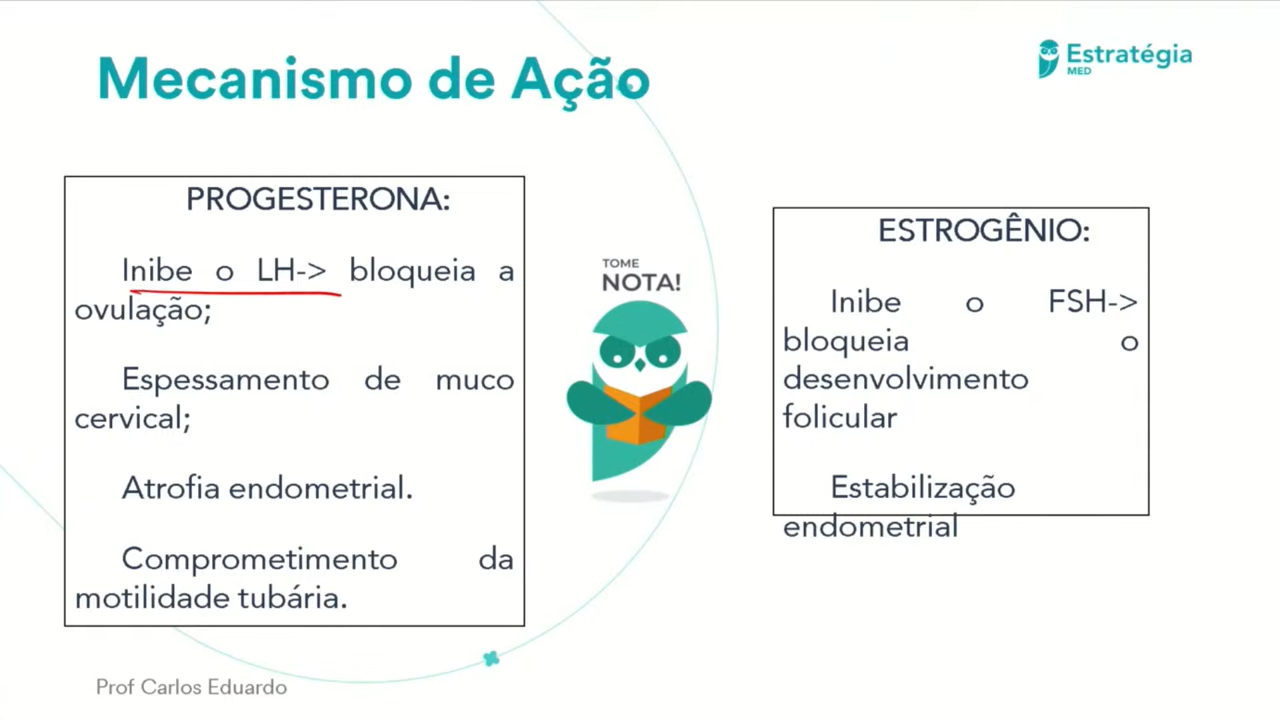 Mecanismo de Ação
Estratégia
MED
PROGESTERONA:
Inibe o LH-> bloqueia a
ovulação;
Espessamento de muco
cervical;
Atrofia endometrial.
Comprometimento da
motilidade tubária.
TOME
NOTA!
ESTROGÊNIO:
Inibe o FSH->
bloqueia o
desenvolvimento
folicular
Estabilização
endometrial
Prof Carlos Eduardo